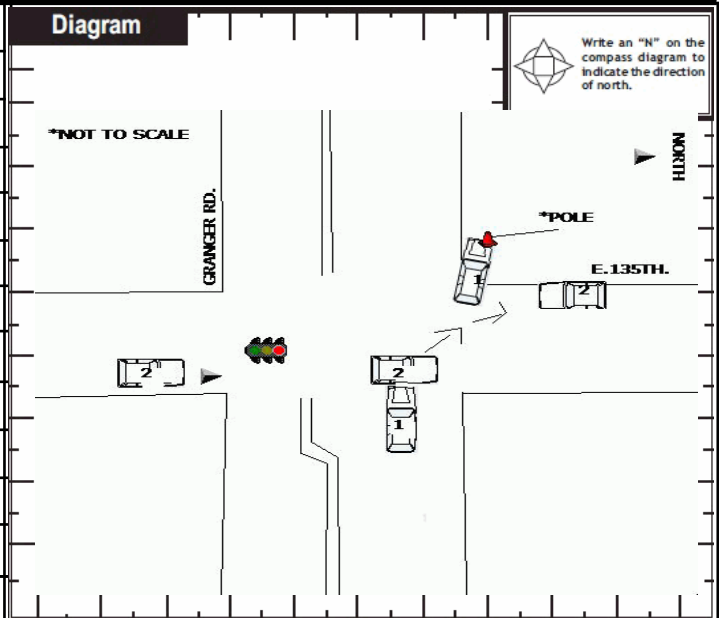 Diagram
Write an "N" on the
compass diagram to
indicate the direction
of north.
*NOT TO SCALE
NORTH
GRANGER RD.
*POLE
E.135TH.
1
2
2
2
1